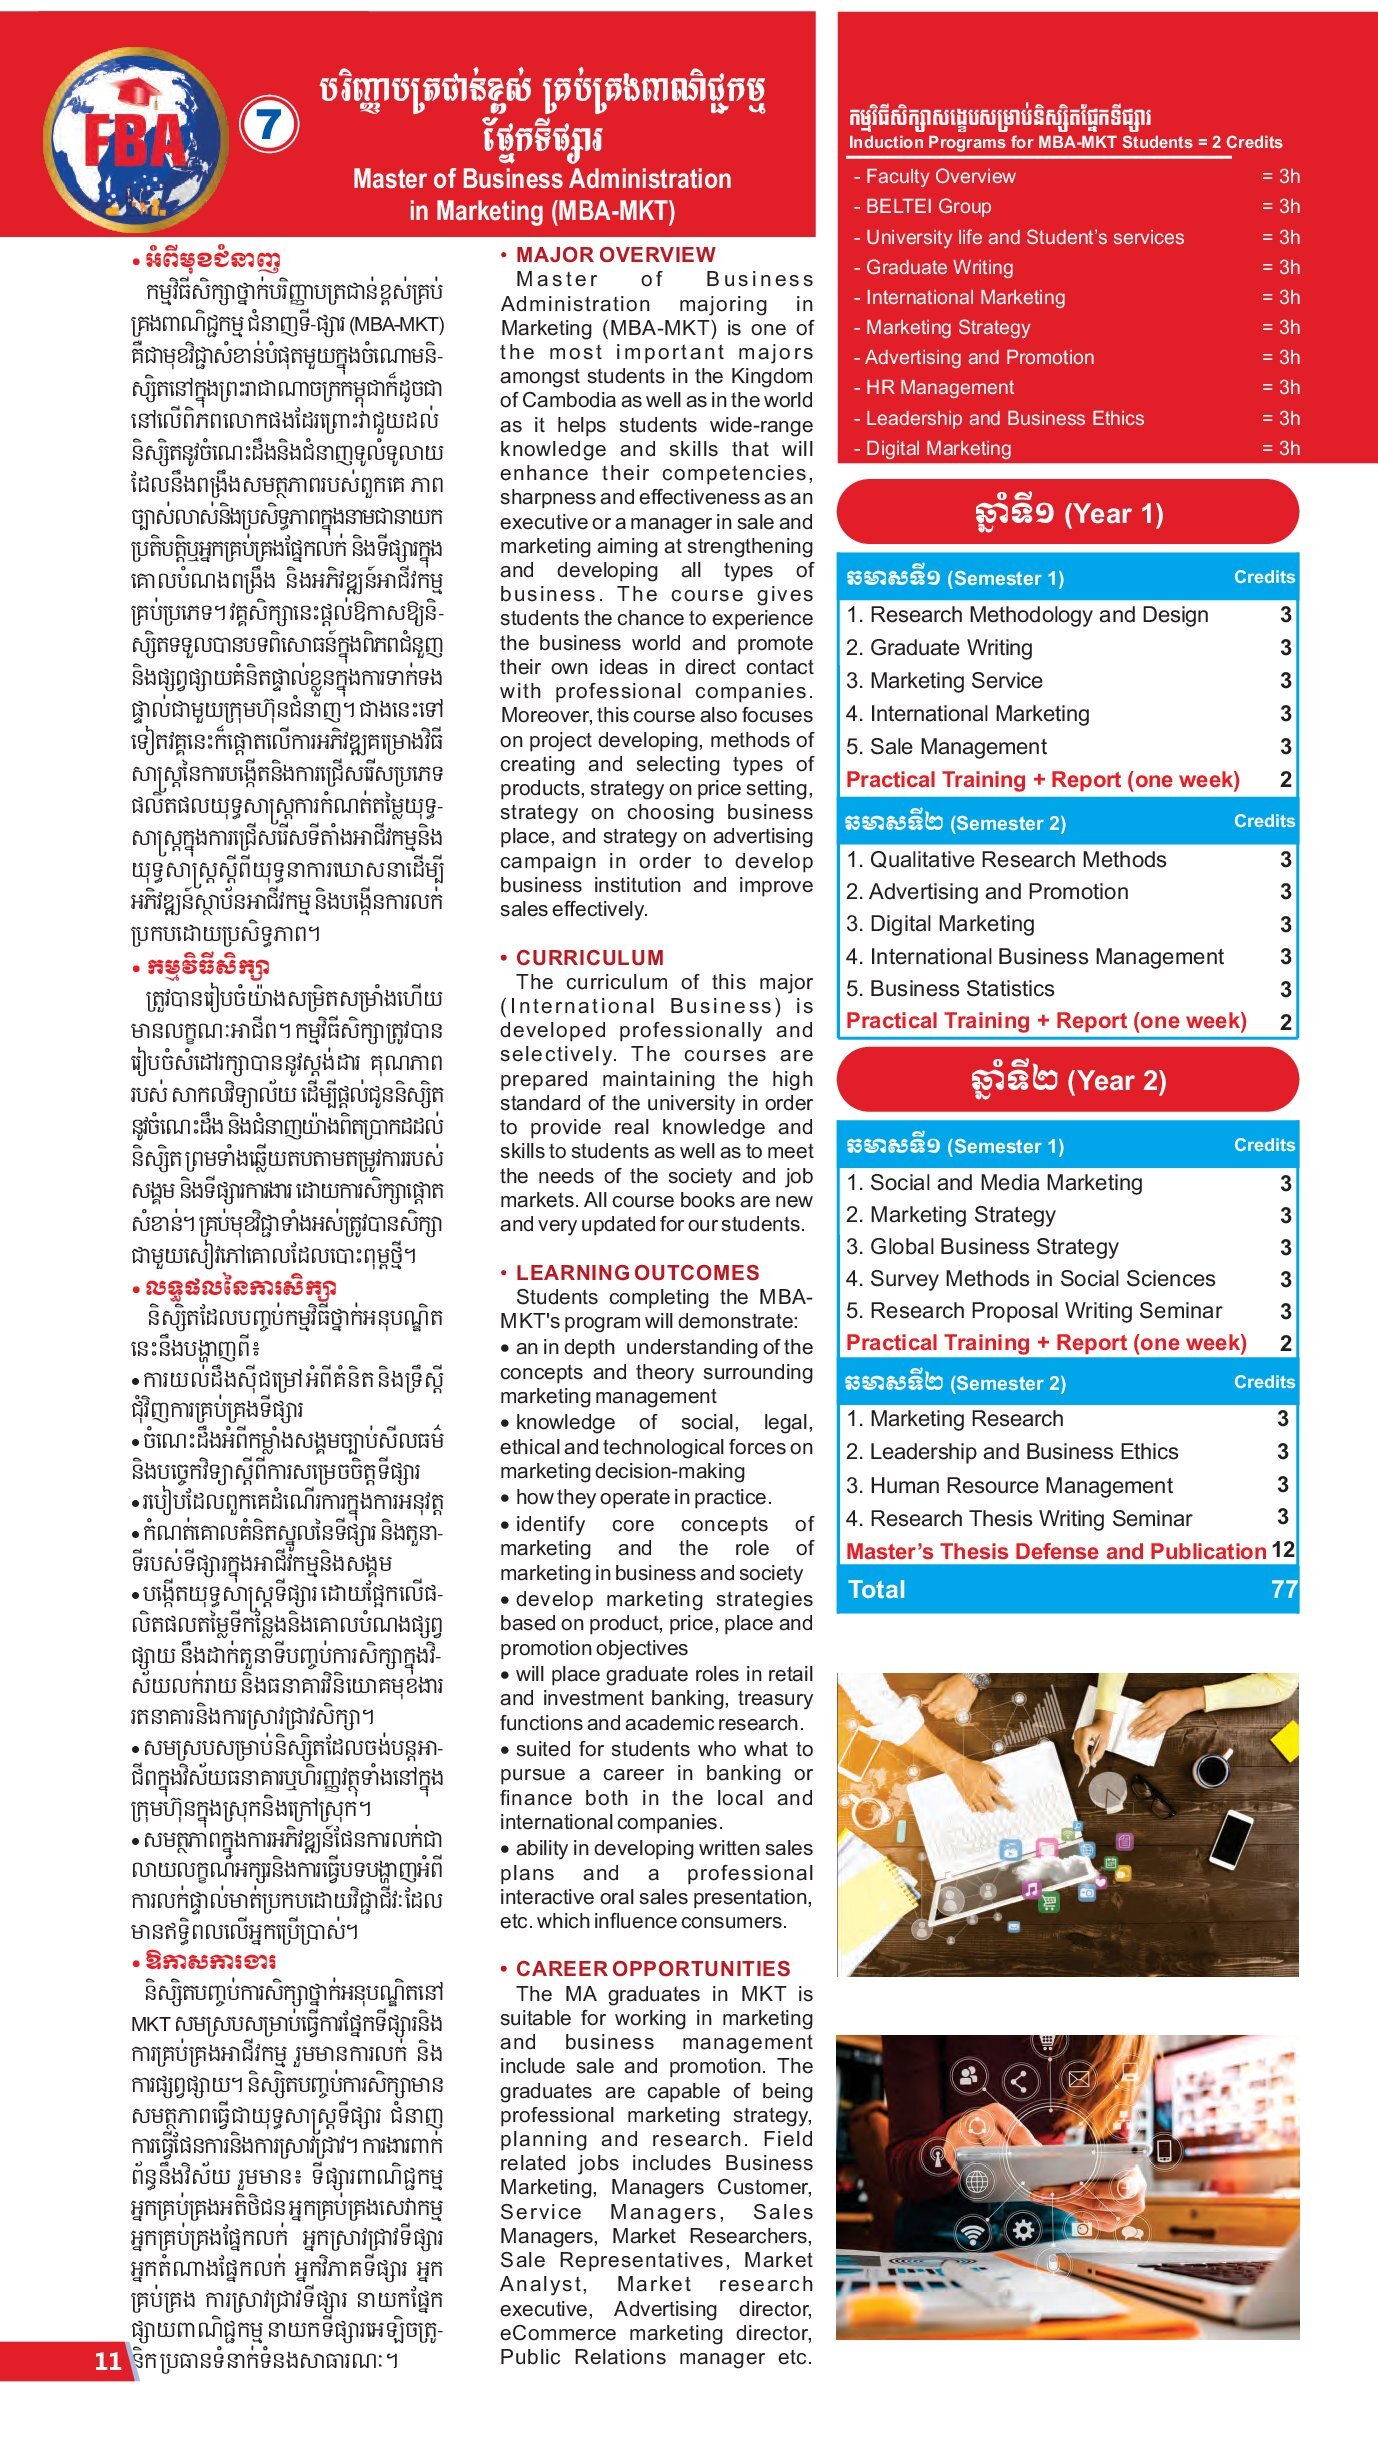 FBA
7
បរិញ្ញាបត្រជាន់ខ្ពស់ គ្រប់គ្រងពាណិជ្ជកម្ម
ផ្នែកទីផ្សារ
Master of Business Administration
in Marketing (MBA-MKT)
• អំពីមុខជំនាញ
កម្មវិធីសិក្សាថ្នាក់បរិញ្ញាបត្រជាន់ខ្ពស់គ្រប់
គ្រងពាណិជ្ជកម្ម ជំនាញទី-ផ្សារ (MBA-MKT)
គឺជាមុខវិជ្ជាសំខាន់បំផុតមួយក្នុងចំណោមនិ-
ស្សិតនៅក្នុងព្រះរាជាណាចក្រកម្ពុជាក៏ដូចជា
នៅលើពិភពលោកផងដែរព្រោះវាជួយដល់
និស្សិតនូវចំណេះដឹងនិងជំនាញទូលំទូលាយ
ដែលនឹងពង្រឹងសមត្ថភាពរបស់ពួកគេ ភាព
ច្បាស់លាស់និងប្រសិទ្ធភាពក្នុងនាមជានាយក
ប្រតិបត្តិឬអ្នកគ្រប់គ្រងផ្នែកលក់ និងទីផ្សារក្នុង
គោលបំណងពង្រឹង និងអភិវឌ្ឍន៍អាជីវកម្ម
គ្រប់ប្រភេទ។ វគ្គសិក្សានេះផ្តល់ឱកាសឱ្យនិ-
ស្សិតទទួលបានបទពិសោធន៍ក្នុងពិភពជំនួញ
និងផ្សព្វផ្សាយគំនិតផ្ទាល់ខ្លួនក្នុងការទាក់ទង
ផ្ទាល់ជាមួយក្រុមហ៊ុនជំនាញ។ ជាងនេះទៅ
ទៀតវគ្គនេះក៏ផ្តោតលើការអភិវឌ្ឍគម្រោងវិធី
សាស្ត្រនៃការបង្កើតនិងការជ្រើសរើសប្រភេទ
ផលិតផលយុទ្ធសាស្ត្រការកំណត់តម្លៃយុទ្ធ-
សាស្ត្រក្នុងការជ្រើសរើសទីតាំងអាជីវកម្មនិង
យុទ្ធសាស្ត្រស្តីពីយុទ្ធនាការឃោសនាដើម្បី
អភិវឌ្ឍន៍ស្ថាប័នអាជីវកម្ម និងបង្កើនការលក់
ប្រកបដោយប្រសិទ្ធភាព។
• កម្មវិធីសិក្សា
ត្រូវបានរៀបចំយ៉ាងសម្រិតសម្រាំងហើយ
មានលក្ខណៈអាជីព។ កម្មវិធីសិក្សាត្រូវបាន
រៀបចំសំដៅរក្សាបាននូវស្តង់ដារ គុណភាព
របស់ សាកលវិទ្យាល័យ ដើម្បីផ្តល់ជូននិស្សិត
នូវចំណេះដឹង និងជំនាញយ៉ាងពិតប្រាកដដល់
និស្សិត ព្រមទាំងឆ្លើយតបតាមតម្រូវការរបស់
សង្គម និងទីផ្សារការងារ ដោយការសិក្សាផ្តោត
សំខាន់។ គ្រប់មុខវិជ្ជាទាំងអស់ត្រូវបានសិក្សា
ជាមួយសៀវភៅគោលដែលបោះពុម្ពថ្មី។
• លទ្ធផលនៃការសិក្សា
និស្សិតដែលបញ្ចប់កម្មវិធីថ្នាក់អនុបណ្ឌិត
នេះនឹងបង្ហាញពី៖
• ការយល់ដឹងស៊ីជម្រៅអំពីគំនិត និងទ្រឹស្តី
ជុំវិញការគ្រប់គ្រងទីផ្សារ
• ចំណេះដឹងអំពីកម្លាំងសង្គមច្បាប់សីលធម៌
និងបច្ចេកវិទ្យាស្តីពីការសម្រេចចិត្តទីផ្សារ
• របៀបដែលពួកគេដំណើរការក្នុងការអនុវត្ត
• កំណត់គោលគំនិតស្នូលនៃទីផ្សារ និងតួនា-
ទីរបស់ទីផ្សារក្នុងអាជីវកម្មនិងសង្គម
• បង្កើតយុទ្ធសាស្ត្រទីផ្សារ ដោយផ្អែកលើផ-
លិតផលតម្លៃទីកន្លែងនិងគោលបំណងផ្សព្វ
ផ្សាយ នឹងដាក់តួនាទីបញ្ចប់ការសិក្សាក្នុងវិ-
ស័យលក់រាយ និងធនាគារវិនិយោគមុខងារ
រតនាគារនិងការស្រាវជ្រាវសិក្សា។
• សមស្របសម្រាប់និស្សិតដែលចង់បន្តអា-
ជីពក្នុងវិស័យធនាគារឬហិរញ្ញវត្ថុទាំងនៅក្នុង
ក្រុមហ៊ុនក្នុងស្រុកនិងក្រៅស្រុក។
• សមត្ថភាពក្នុងការអភិវឌ្ឍន៍ផែនការលក់ជា
លាយលក្ខណ៍អក្សរនិងការធ្វើបទបង្ហាញអំពី
ការលក់ផ្ទាល់មាត់ប្រកបដោយវិជ្ជាជីវៈដែល
មានឥទ្ធិពលលើអ្នកប្រើប្រាស់។
• ឱកាសការងារ
និស្សិតបញ្ចប់ការសិក្សាថ្នាក់អនុបណ្ឌិតនៅ
MKT សមស្របសម្រាប់ធ្វើការផ្នែកទីផ្សារនិង
ការគ្រប់គ្រងអាជីវកម្ម រួមមានការលក់ និង
ការផ្សព្វផ្សាយ។ និស្សិតបញ្ចប់ការសិក្សាមាន
សមត្ថភាពធ្វើជាយុទ្ធសាស្ត្រទីផ្សារ ជំនាញ
ការធ្វើផែនការនិងការស្រាវជ្រាវ។ ការងារពាក់
ព័ន្ធនឹងវិស័យ រួមមាន៖ ទីផ្សារពាណិជ្ជកម្ម
អ្នកគ្រប់គ្រងអតិថិជន អ្នកគ្រប់គ្រងសេវាកម្ម
អ្នកគ្រប់គ្រងផ្នែកលក់ អ្នកស្រាវជ្រាវទីផ្សារ
អ្នកតំណាងផ្នែកលក់ អ្នកវិភាគទីផ្សារ អ្នក
គ្រប់គ្រង ការស្រាវជ្រាវទីផ្សារ នាយកផ្នែក
ផ្សាយពាណិជ្ជកម្ម នាយកទីផ្សារអេឡិចត្រូ-
និក ប្រធានទំនាក់ទំនងសាធារណៈ។
11
• MAJOR OVERVIEW
Master of Business
Administration majoring in
Marketing (MBA-MKT) is one of
the most important majors
amongst students in the Kingdom
of Cambodia as well as in the world
as it helps students wide-range
knowledge and skills that will
enhance their competencies,
sharpness and effectiveness as an
executive or a manager in sale and
marketing aiming at strengthening
and developing all types of
business. The course gives
students the chance to experience
the business world and promote
their own ideas in direct contact
with professional companies.
Moreover, this course also focuses
on project developing, methods of
creating and selecting types of
products, strategy on price setting,
strategy on choosing business
place, and strategy on advertising
campaign in order to develop
business institution and improve
sales effectively.
• CURRICULUM
The curriculum of this major
(International Business) is
developed professionally and
selectively. The courses are
prepared maintaining the high
standard of the university in order
to provide real knowledge and
skills to students as well as to meet
the needs of the society and job
markets. All course books are new
and very updated for our students.
• LEARNING OUTCOMES
Students completing the MBA-
MKT's program will demonstrate:
• an in depth understanding of the
concepts and theory surrounding
marketing management
• knowledge of social, legal,
ethical and technological forces on
marketing decision-making
• how they operate in practice.
• identify core concepts of
marketing and the role of
marketing in business and society
• develop marketing strategies
based on product, price, place and
promotion objectives
• will place graduate roles in retail
and investment banking, treasury
functions and academic research.
• suited for students who what to
pursue a career in banking or
finance both in the local and
international companies.
• ability in developing written sales
plans and a professional
interactive oral sales presentation,
etc. which influence consumers.
• CAREER OPPORTUNITIES
The MA graduates in MKT is
suitable for working in marketing
and business management
include sale and promotion. The
graduates are capable of being
professional marketing strategy,
planning and research. Field
related jobs includes Business
Marketing, Managers Customer,
Service Managers, Sales
Managers, Market Researchers,
Sale Representatives, Market
Analyst, Market research
executive, Advertising director,
eCommerce marketing director,
Public Relations manager etc.
កម្មវិធីសិក្សាសង្ខេបសម្រាប់និស្សិតផ្នែកទីផ្សារ
Induction Programs for MBA-MKT Students = 2 Credits
- Faculty Overview = 3h
- BELTEI Group = 3h
- University life and Student’s services = 3h
- Graduate Writing = 3h
- International Marketing = 3h
- Marketing Strategy = 3h
- Advertising and Promotion = 3h
- HR Management = 3h
- Leadership and Business Ethics = 3h
- Digital Marketing = 3h
ឆ្នាំទី១ (Year 1)
ឆមាសទី១ (Semester 1) Credits
1. Research Methodology and Design 3
2. Graduate Writing 3
3. Marketing Service 3
4. International Marketing 3
5. Sale Management 3
Practical Training + Report (one week) 2
ឆមាសទី២ (Semester 2) Credits
1. Qualitative Research Methods 3
2. Advertising and Promotion 3
3. Digital Marketing 3
4. International Business Management 3
5. Business Statistics 3
Practical Training + Report (one week) 2
ឆ្នាំទី២ (Year 2)
ឆមាសទី១ (Semester 1) Credits
1. Social and Media Marketing 3
2. Marketing Strategy 3
3. Global Business Strategy 3
4. Survey Methods in Social Sciences 3
5. Research Proposal Writing Seminar 3
Practical Training + Report (one week) 2
ឆមាសទី២ (Semester 2) Credits
1. Marketing Research 3
2. Leadership and Business Ethics 3
3. Human Resource Management 3
4. Research Thesis Writing Seminar 3
Master’s Thesis Defense and Publication 12
Total 77